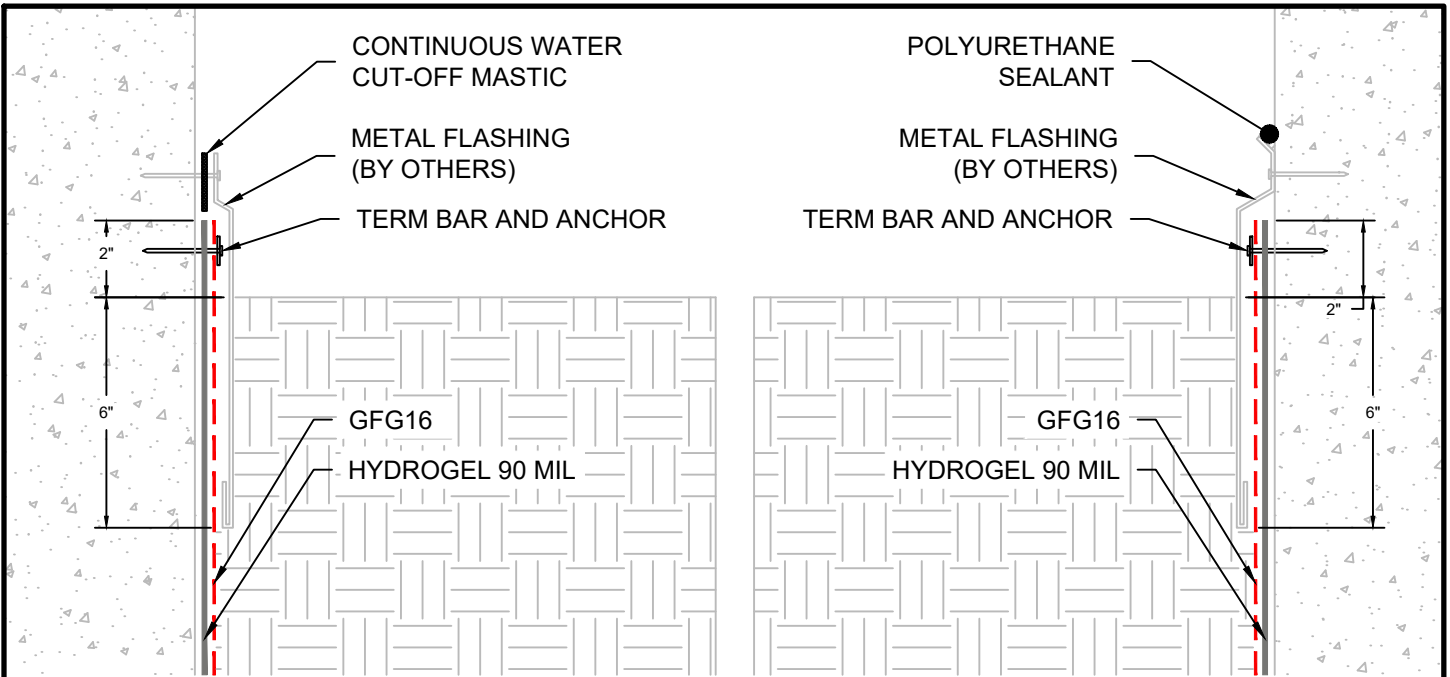 CONTINUOUS WATER
CUT-OFF MASTIC
METAL FLASHING
(BY OTHERS)
TERM BAR AND ANCHOR
2"
6"
GFG16
HYDROGEL 90 MIL
POLYURETHANE
SEALANT
METAL FLASHING
(BY OTHERS)
TERM BAR AND ANCHOR
2"
6"
GFG16
HYDROGEL 90 MIL